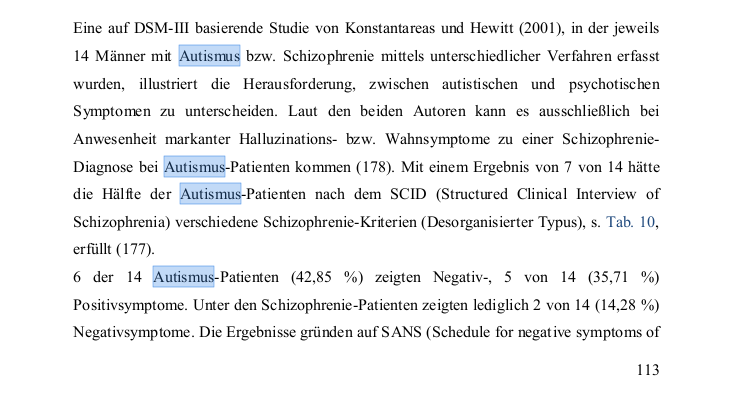 Eine auf DSM-III basierende Studie von Konstantareas und Hewitt (2001), in der jeweils
14 Männer mit Autismus bzw. Schizophrenie mittels unterschiedlicher Verfahren erfasst
wurden, illustriert die Herausforderung, zwischen autistischen und psychotischen
Symptomen zu unterscheiden. Laut den beiden Autoren kann es ausschließlich bei
Anwesenheit markanter Halluzinations- bzw. Wahnsymptome zu einer Schizophrenie-
Diagnose bei Autismus-Patienten kommen (178). Mit einem Ergebnis von 7 von 14 hätte
die Hälfte der Autismus-Patienten nach dem SCID (Structured Clinical Interview of
Schizophrenia) verschiedene Schizophrenie-Kriterien (Desorganisierter Typus), s. Tab. 10,
erfüllt (177).
6 der 14 Autismus-Patienten (42,85 %) zeigten Negativ-, 5 von 14 (35,71 %)
Positivsymptome. Unter den Schizophrenie-Patienten zeigten lediglich 2 von 14 (14,28 %)
Negativsymptome. Die Ergebnisse gründen auf SANS (Schedule for negative symptoms of
113